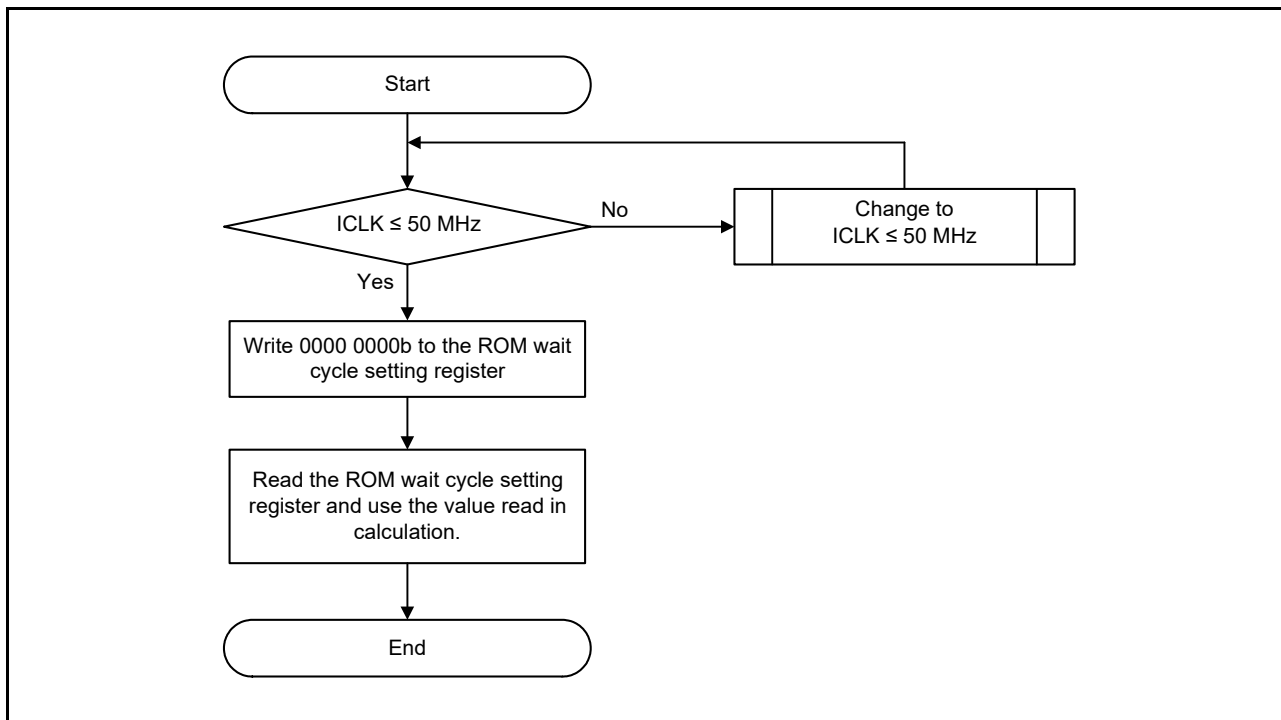 Start
ICLK ≤ 50 MHz
No
Change to
ICLK ≤ 50 MHz
Yes
Write 0000 0000b to the ROM wait
cycle setting register
Read the ROM wait cycle setting
register and use the value read in
calculation.
End